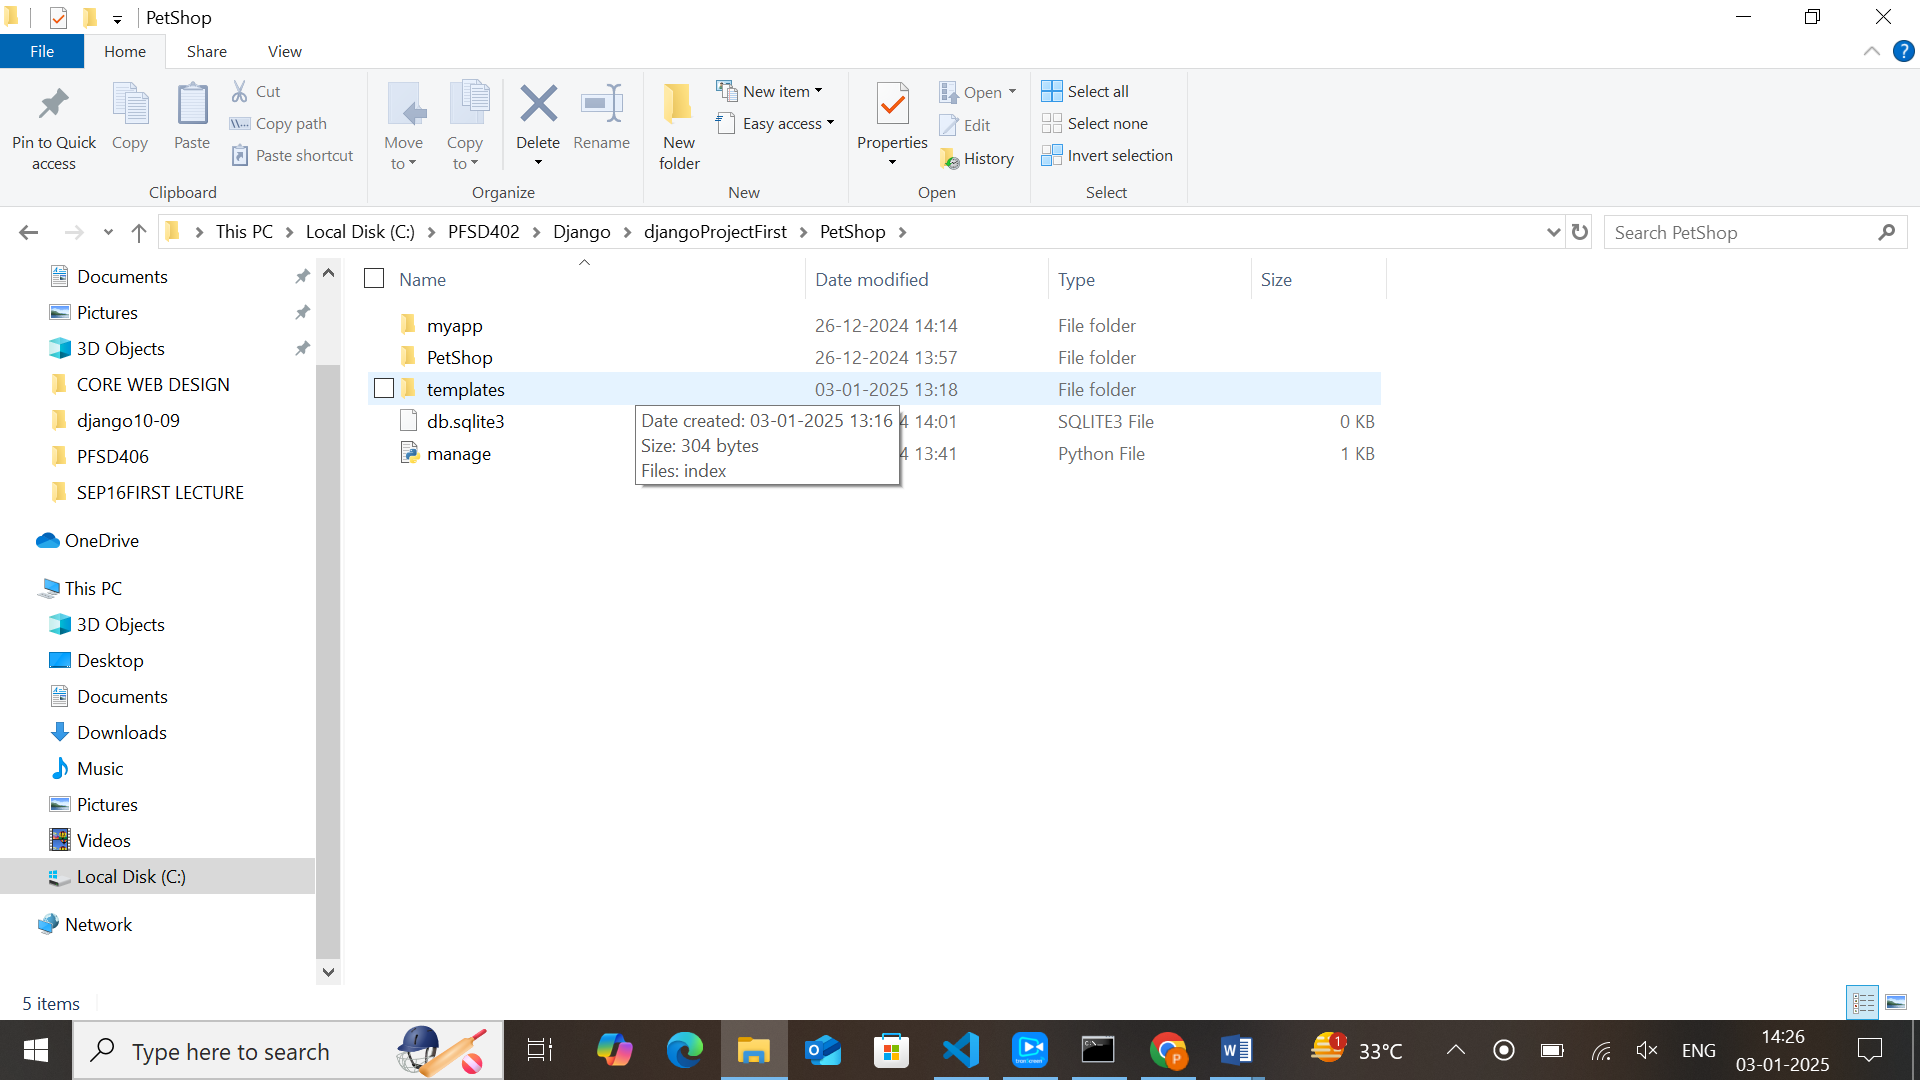 PetShop
File Home Share View
Pin to Quick access
Copy
Paste
Cut
Copy path
Paste shortcut
Clipboard
Move to
Copy to
Delete
Rename
Organize
New folder
New item
Easy access
New
Properties
Open
Edit
History
Open
Select all
Select none
Invert selection
Select
This PC Local Disk (C:) PFSD402 Django djangoProjectFirst PetShop
Search PetShop
Documents
Pictures
3D Objects
CORE WEB DESIGN
django10-09
PFSD406
SEP16FIRST LECTURE
OneDrive
This PC
3D Objects
Desktop
Documents
Downloads
Music
Pictures
Videos
Local Disk (C:)
Network
Name Date modified Type Size
myapp 26-12-2024 14:14 File folder
PetShop 26-12-2024 13:57 File folder
templates 03-01-2025 13:18 File folder
db.sqlite3 4 14:01 SQLITE3 File 0 KB
manage 4 13:41 Python File 1 KB
Date created: 03-01-2025 13:16
Size: 304 bytes
Files: index
5 items
Type here to search
1
33°C
ENG
14:26
03-01-2025